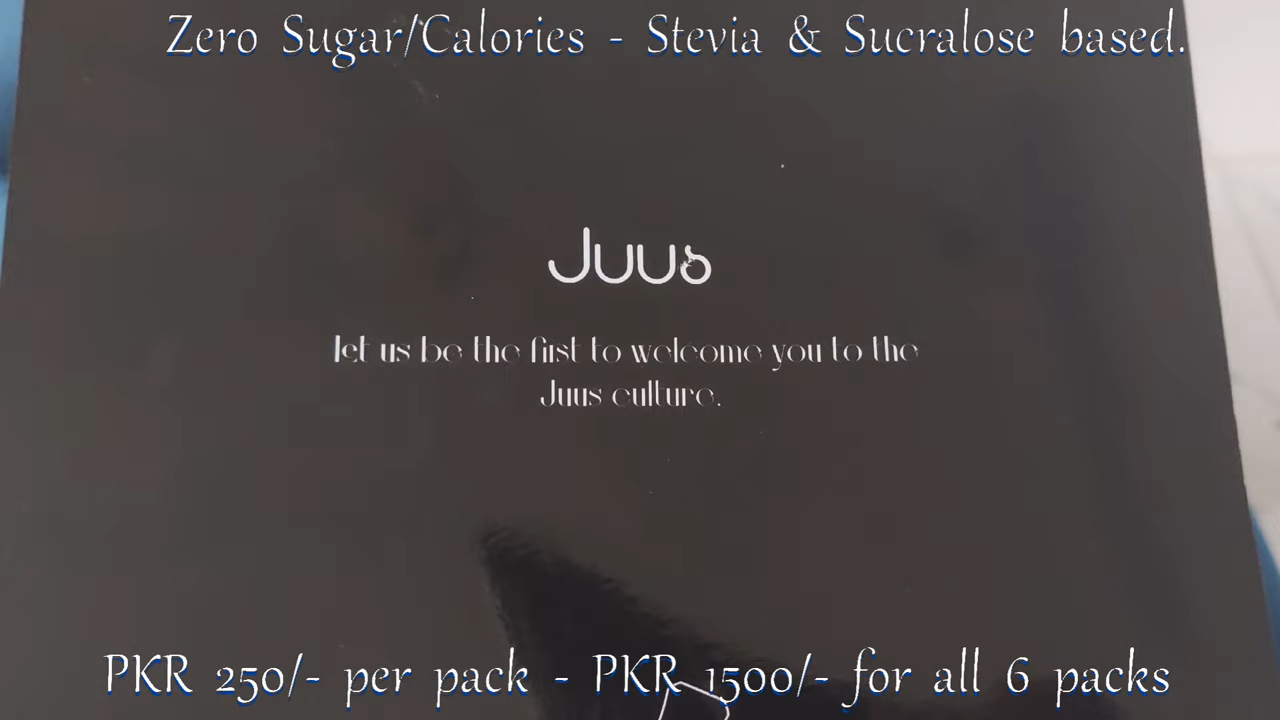 Zero Sugar/Calories - Stevia & Sucralose based.
Juus
let us be the first to welcome you to the
Juus culture.
PKR 250/- per pack - PKR 1500/- for all 6 packs